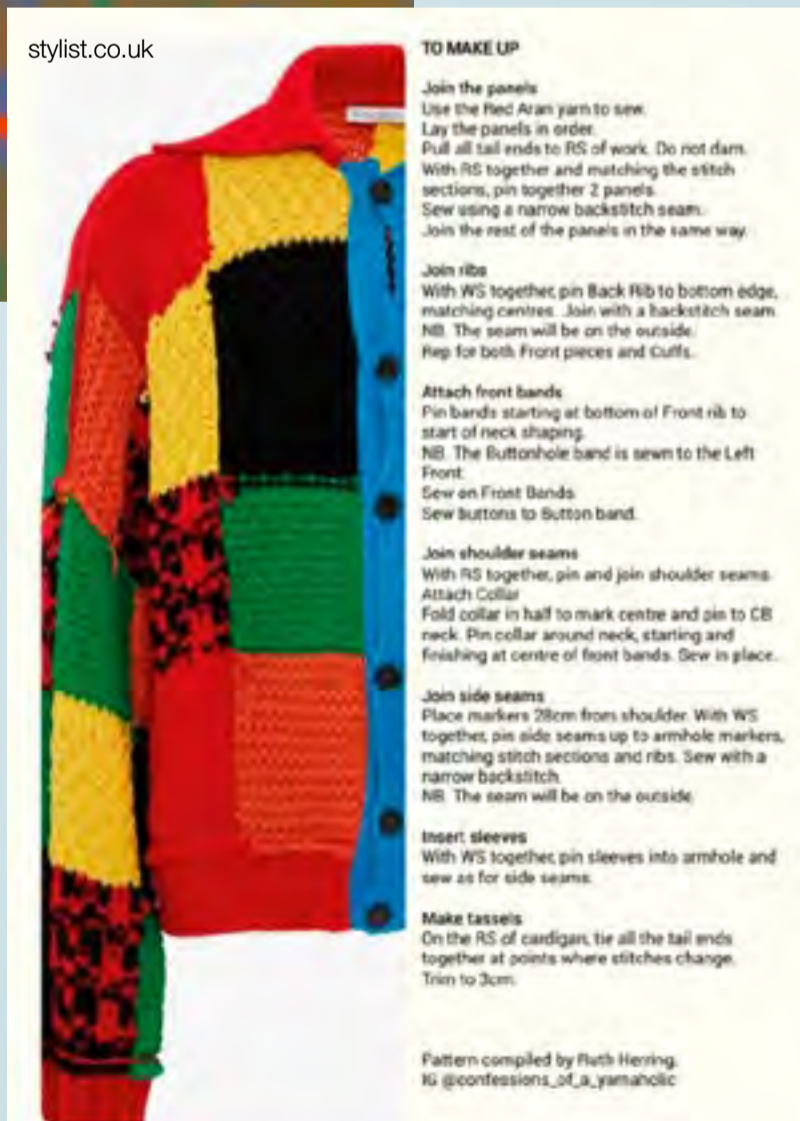 stylist.co.uk
TO MAKE UP
Join the panels
Use the Red Aran yarn to sew.
Lay the panels in order.
Pull all tail ends to RS of work. Do not darn.
With RS together and matching the stitch
sections, pin together 2 panels.
Sew using a narrow backstitch seam.
Join the rest of the panels in the same way.
Join ribs
With WS together, pin Back Rib to bottom edge,
matching centres. Join with a backstitch seam.
NB. The seam will be on the outside.
Rep for both Front pieces and Cuffs.
Attach front bands
Pin bands starting at bottom of Front rib to
start of neck shaping.
NB. The Buttonhole band is sewn to the Left
Front.
Sew on Front Bands.
Sew buttons to Button band.
Join shoulder seams
With RS together, pin and join shoulder seams.
Attach Collar
Fold collar in half to mark centre and pin to CB
neck. Pin collar around neck, starting and
finishing at centre of front bands. Sew in place.
Join side seams
Place markers 28cm from shoulder. With WS
together, pin side seams up to armhole markers,
matching stitch sections and ribs. Sew with a
narrow backstitch.
NB. The seam will be on the outside.
Insert sleeves
With WS together, pin sleeves into armhole and
sew as for side seams.
Make tassels
On the RS of cardigan, tie all the tail ends
together at points where stitches change.
Trim to 3cm.
Pattern compiled by Ruth Herring.
IG @confessions_of_a_yarnaholic